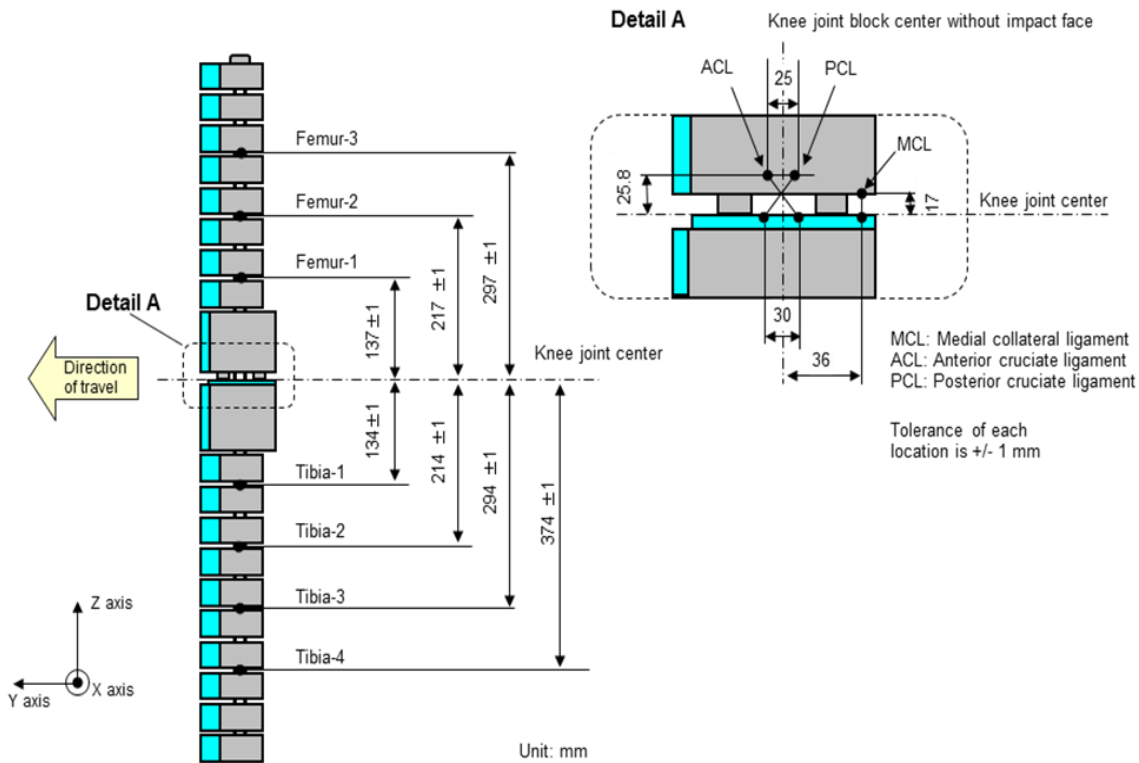 Detail A
Knee joint block center without impact face
ACL
25
PCL
MCL
25.8
17
Knee joint center
30
36
MCL: Medial collateral ligament
ACL: Anterior cruciate ligament
PCL: Posterior cruciate ligament
Tolerance of each
location is +/- 1 mm
Femur-3
Femur-2
Femur-1
Detail A
137±1
217 ±1
297 ±1
Direction
of travel
Knee joint center
134±1
214 ±1
294 ±1
374 ±1
Tibia-1
Tibia-2
Tibia-3
Tibia-4
Z axis
Y axis
X axis
Unit: mm